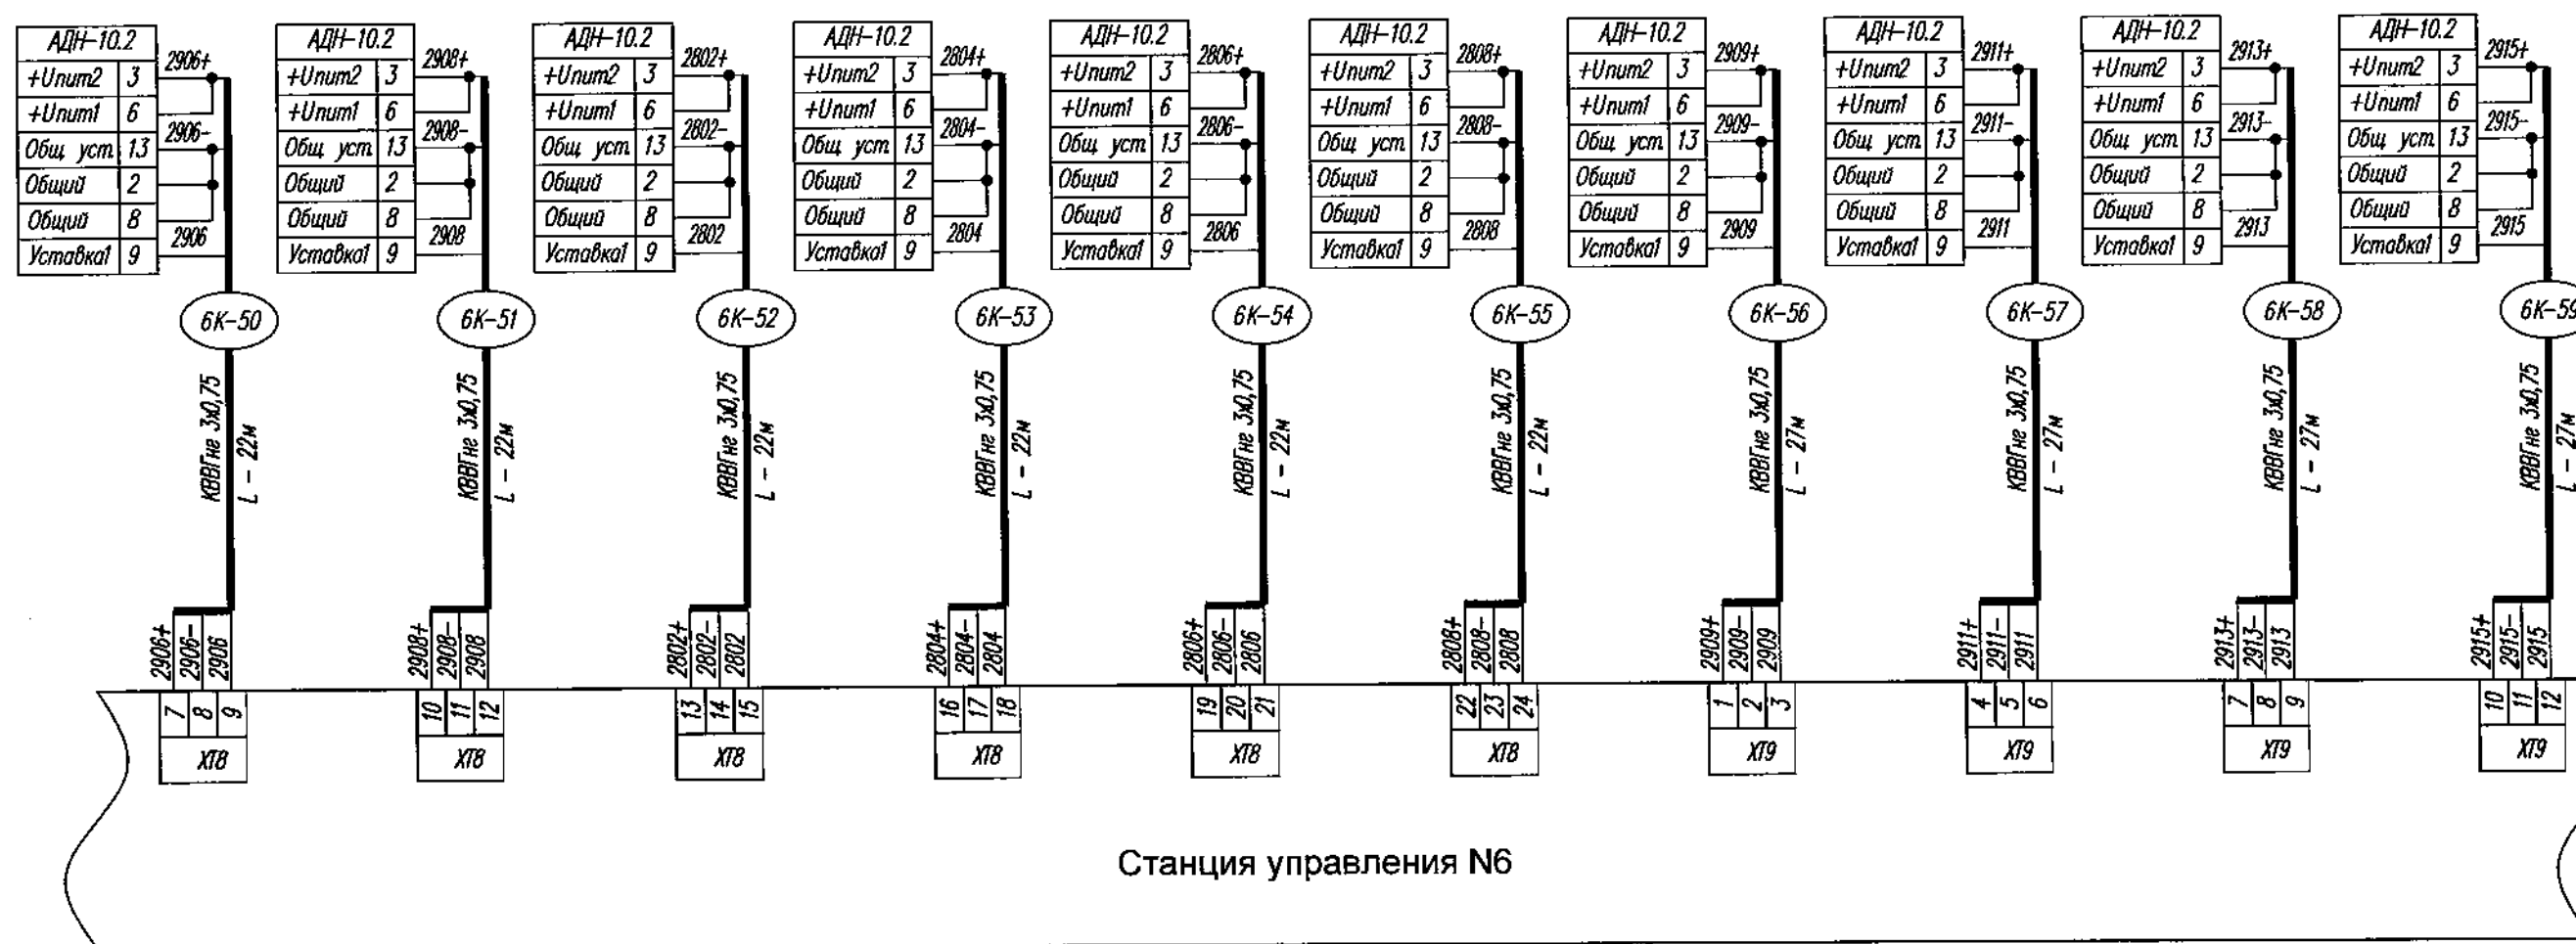 АДН-10.2
+Uпит2 3 2906+
+Uпит1 6
Общ уст 13 2906-
Общий 2
Общий 8
Уставка1 9 2906
6К-50
КВВГнг 3х0,75
L - 22м
2906+
2906-
2906
7 8 9
ХТ8
АДН-10.2
+Uпит2 3 2908+
+Uпит1 6
Общ уст 13 2908-
Общий 2
Общий 8
Уставка1 9 2908
6К-51
КВВГнг 3х0,75
L - 22м
2908+
2908-
2908
10 11 12
ХТ8
АДН-10.2
+Uпит2 3 2802+
+Uпит1 6
Общ уст 13 2802-
Общий 2
Общий 8
Уставка1 9 2802
6К-52
КВВГнг 3х0,75
L - 22м
2802+
2802-
2802
13 14 15
ХТ8
АДН-10.2
+Uпит2 3 2804+
+Uпит1 6
Общ уст 13 2804-
Общий 2
Общий 8
Уставка1 9 2804
6К-53
КВВГнг 3х0,75
L - 22м
2804+
2804-
2804
16 17 18
ХТ8
АДН-10.2
+Uпит2 3 2806+
+Uпит1 6
Общ уст 13 2806-
Общий 2
Общий 8
Уставка1 9 2806
6К-54
КВВГнг 3х0,75
L - 22м
2806+
2806-
2806
19 20 21
ХТ8
АДН-10.2
+Uпит2 3 2808+
+Uпит1 6
Общ уст 13 2808-
Общий 2
Общий 8
Уставка1 9 2808
6К-55
КВВГнг 3х0,75
L - 22м
2808+
2808-
2808
22 23 24
ХТ8
АДН-10.2
+Uпит2 3 2909+
+Uпит1 6
Общ уст 13 2909-
Общий 2
Общий 8
Уставка1 9 2909
6К-56
КВВГнг 3х0,75
L - 27м
2909+
2909-
2909
1 2 3
ХТ9
АДН-10.2
+Uпит2 3 2911+
+Uпит1 6
Общ уст 13 2911-
Общий 2
Общий 8
Уставка1 9 2911
6К-57
КВВГнг 3х0,75
L - 27м
2911+
2911-
2911
4 5 6
ХТ9
АДН-10.2
+Uпит2 3 2913+
+Uпит1 6
Общ уст 13 2913-
Общий 2
Общий 8
Уставка1 9 2913
6К-58
КВВГнг 3х0,75
L - 27м
2913+
2913-
2913
7 8 9
ХТ9
АДН-10.2
+Uпит2 3 2915+
+Uпит1 6
Общ уст 13 2915-
Общий 2
Общий 8
Уставка1 9 2915
6К-59
КВВГнг 3х0,75
L - 27м
2915+
2915-
2915
10 11 12
ХТ9
Станция управления N6